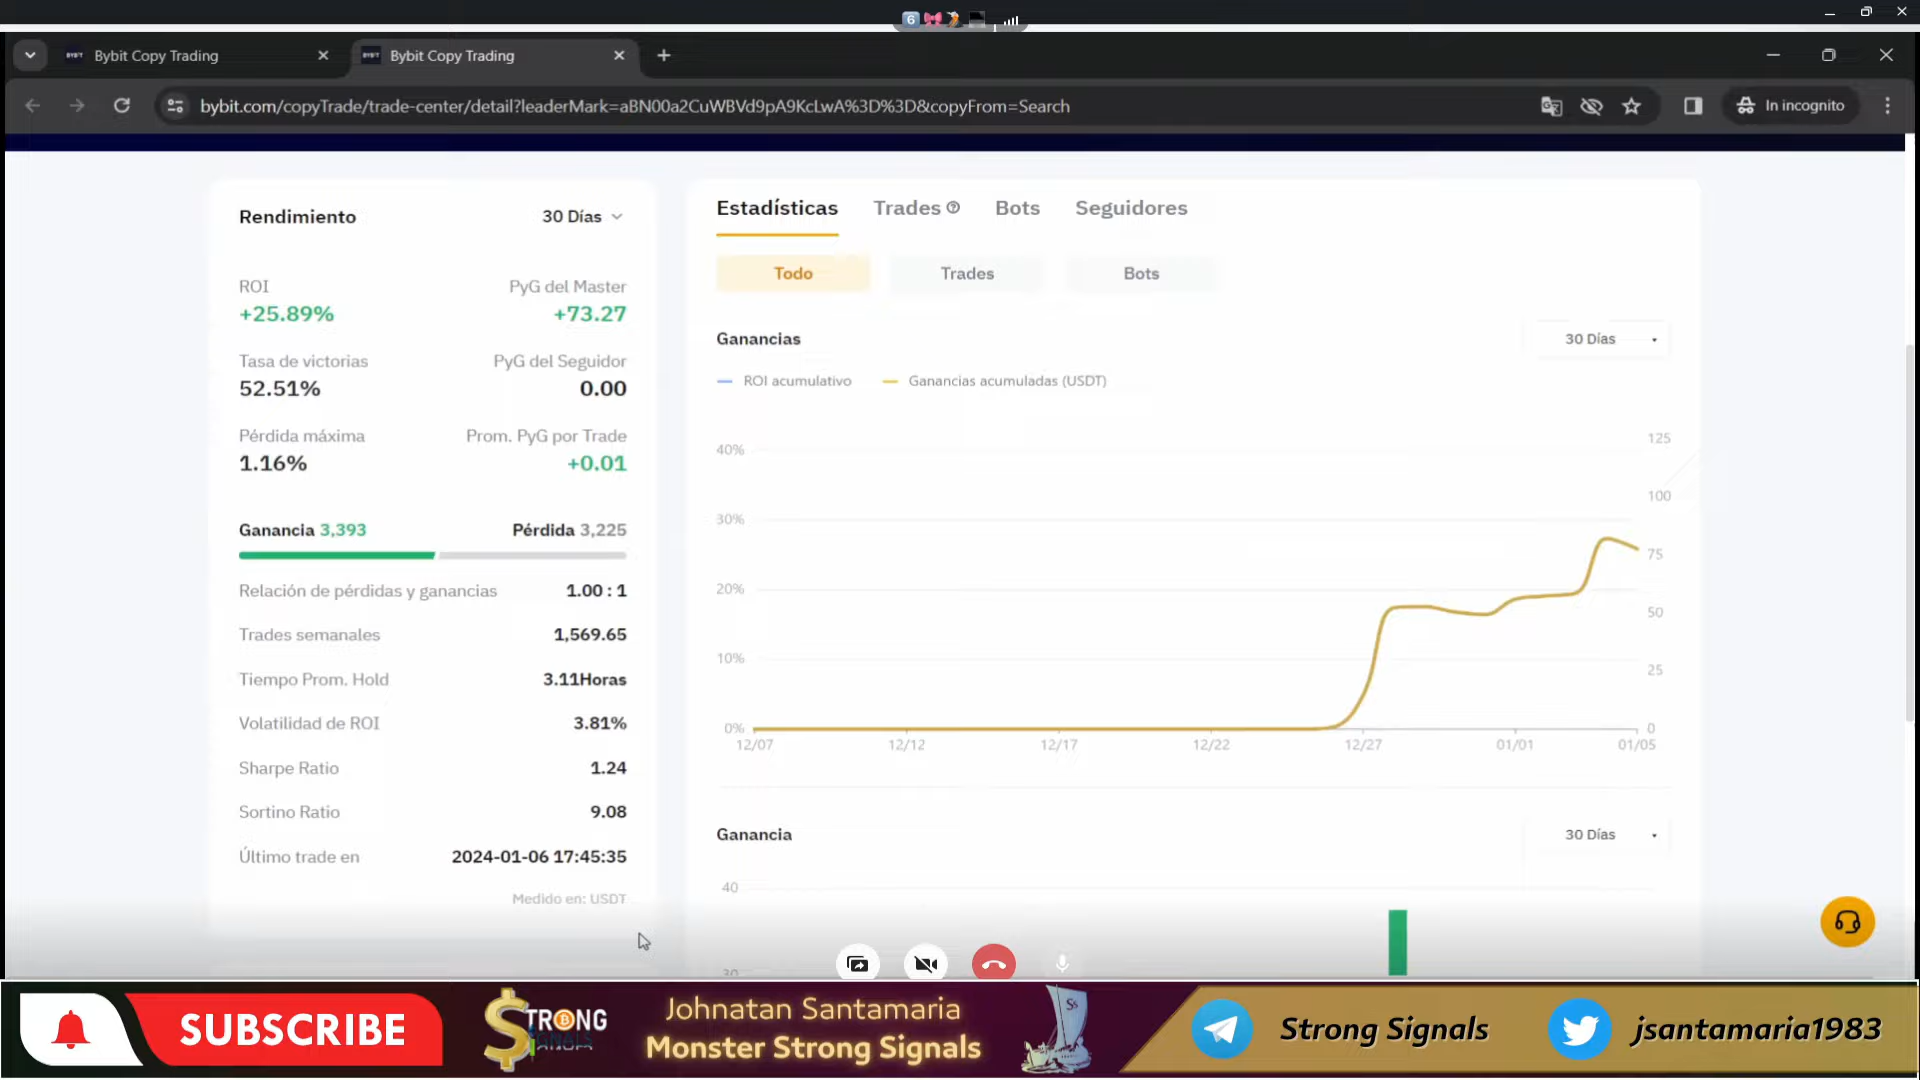 6
Bybit Copy Trading
Bybit Copy Trading
bybit.com/copyTrade/trade-center/detail?leaderMark=aBN00a2CuWBVd9pA9KcLwA%3D%3D&copyFrom=Search
In incognito
Rendimiento
30 Días
ROI
PyG del Master
+25.89%
+73.27
Tasa de victorias
PyG del Seguidor
52.51%
0.00
Pérdida máxima
Prom. PyG por Trade
1.16%
+0.01
Ganancia 3,393
Pérdida 3,225
Relación de pérdidas y ganancias
1.00 : 1
Trades semanales
1,569.65
Tiempo Prom. Hold
3.11Horas
Volatilidad de ROI
3.81%
Sharpe Ratio
1.24
Sortino Ratio
9.08
Último trade en
2024-01-06 17:45:35
Medido en: USDT
Estadísticas
Trades
Bots
Seguidores
Todo
Trades
Bots
Ganancias
30 Días
ROI acumulativo
Ganancias acumuladas (USDT)
40%
30%
20%
10%
0%
125
100
75
50
25
0
12/07
12/12
12/17
12/22
12/27
01/01
01/05
Ganancia
30 Días
40
30
SUBSCRIBE
STRONG
Johnatan Santamaria
Monster Strong Signals
Ss
Strong Signals
jsantamaria1983